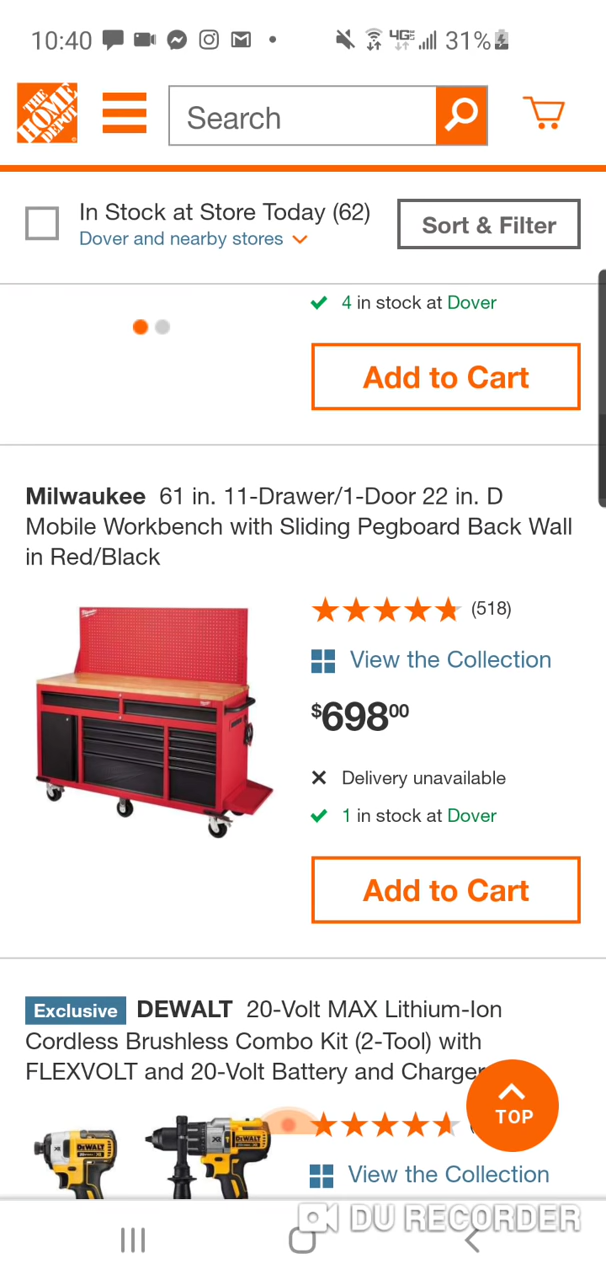 10:40
4G 31%
THE HOME DEPOT
Search
In Stock at Store Today (62)
Dover and nearby stores
Sort & Filter
4 in stock at Dover
Add to Cart
Milwaukee 61 in. 11-Drawer/1-Door 22 in. D
Mobile Workbench with Sliding Pegboard Back Wall
in Red/Black
(518)
View the Collection
$69800
Delivery unavailable
1 in stock at Dover
Add to Cart
Exclusive DEWALT 20-Volt MAX Lithium-Ion
Cordless Brushless Combo Kit (2-Tool) with
FLEXVOLT and 20-Volt Battery and Charger
TOP
DEWALT
DEWALT
View the Collection
DU RECORDER